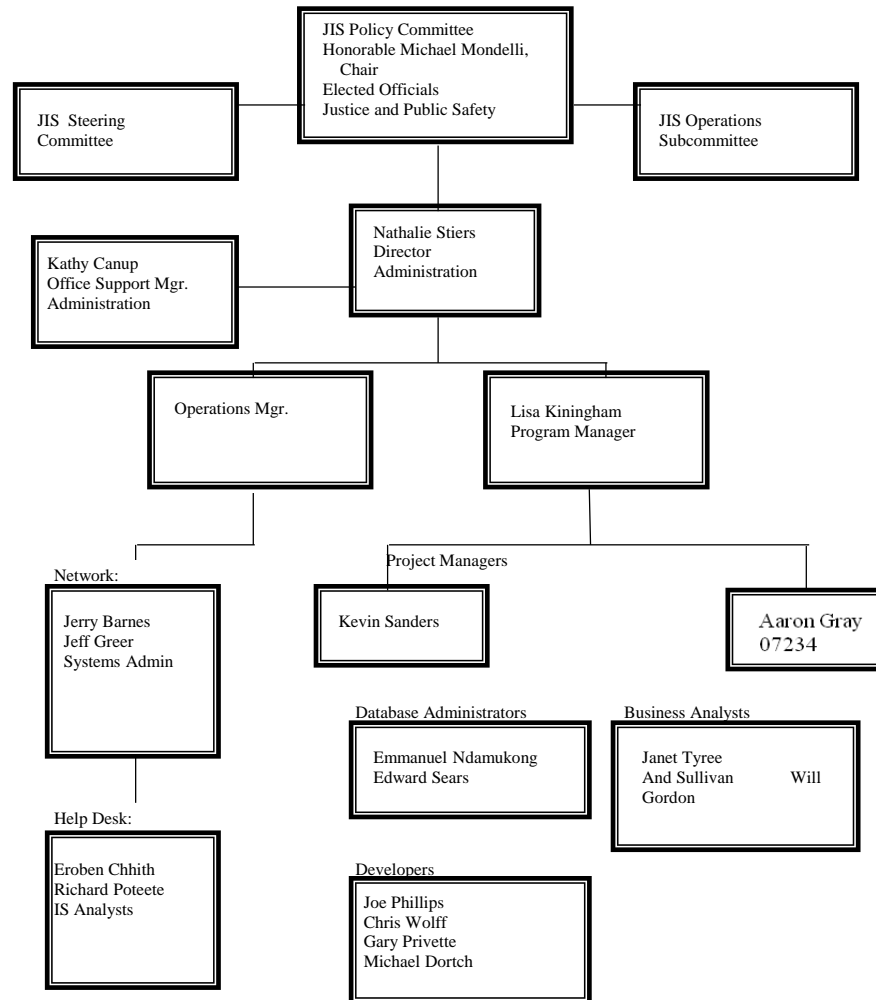 JIS Policy Committee
Honorable Michael Mondelli,
Chair
Elected Officials
Justice and Public Safety
JIS Steering
Committee
JIS Operations
Subcommittee
Nathalie Stiers
Director
Administration
Kathy Canup
Office Support Mgr.
Administration
Operations Mgr.
Lisa Kiningham
Program Manager
Project Managers
Network:
Jerry Barnes
Jeff Greer
Systems Admin
Kevin Sanders
Aaron Gray
07234
Database Administrators
Emmanuel Ndamukong
Edward Sears
Business Analysts
Janet Tyree
And Sullivan Will
Gordon
Help Desk:
Eroben Chhith
Richard Poteete
IS Analysts
Developers
Joe Phillips
Chris Wolff
Gary Privette
Michael Dortch